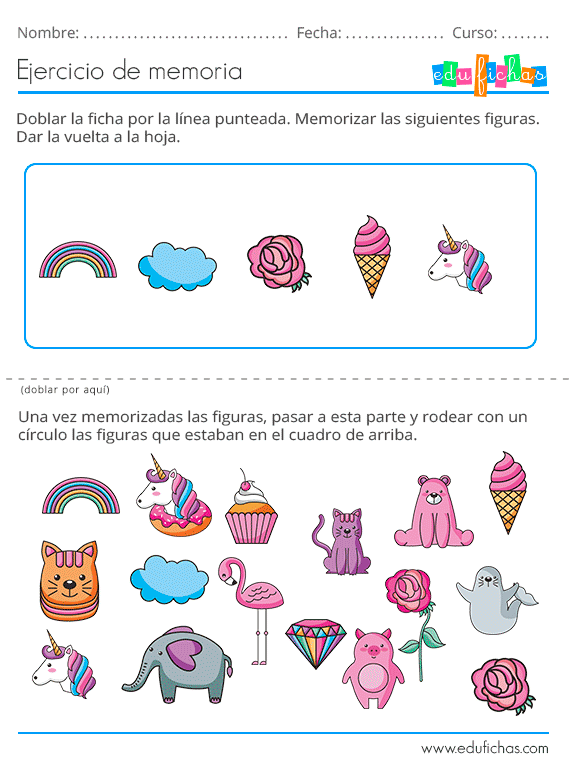 Nombre: ................................ Fecha: ................ Curso: ........
Ejercicio de memoria
edufichas
Doblar la ficha por la línea punteada. Memorizar las siguientes figuras.
Dar la vuelta a la hoja.
(doblar por aquí)
Una vez memorizadas las figuras, pasar a esta parte y rodear con un
círculo las figuras que estaban en el cuadro de arriba.
www.edufichas.com